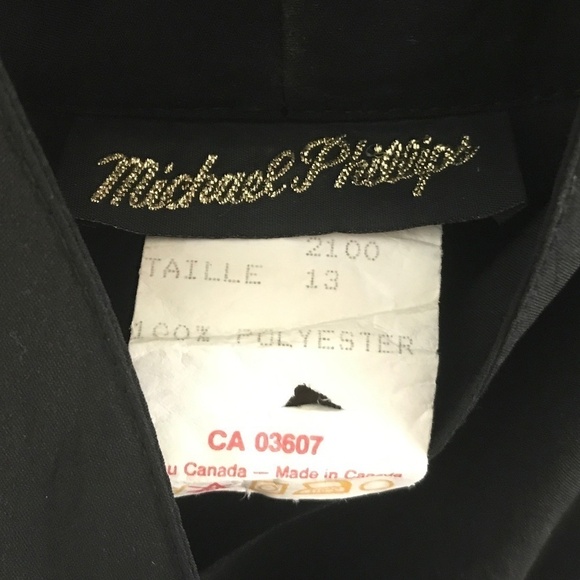 Michael Phillips
2100
TAILLE 13
100% POLYESTER
CA 03607
u Canada — Made in Canada